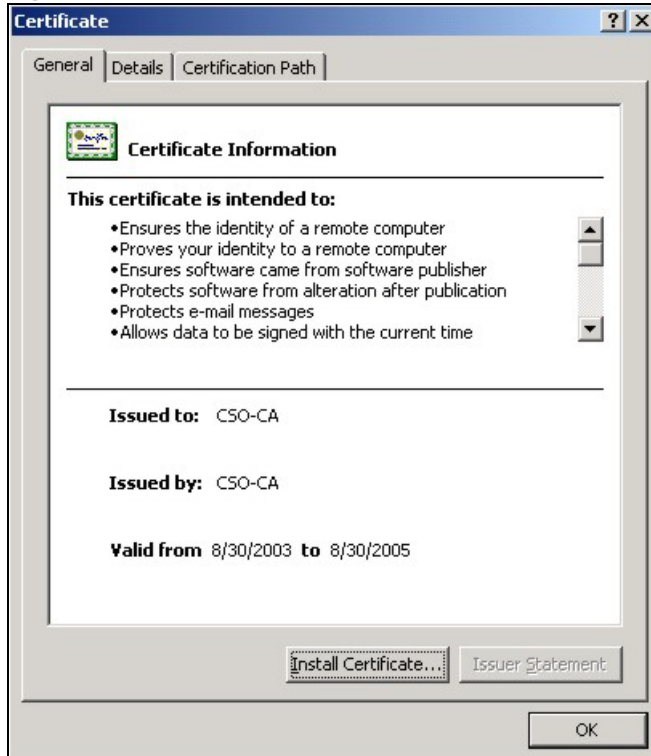 Certificate
General
Details
Certification Path
Certificate Information
This certificate is intended to:
•Ensures the identity of a remote computer
•Proves your identity to a remote computer
•Ensures software came from software publisher
•Protects software from alteration after publication
•Protects e-mail messages
•Allows data to be signed with the current time
Issued to: CSO-CA
Issued by: CSO-CA
Valid from 8/30/2003 to 8/30/2005
Install Certificate...
Issuer Statement
OK